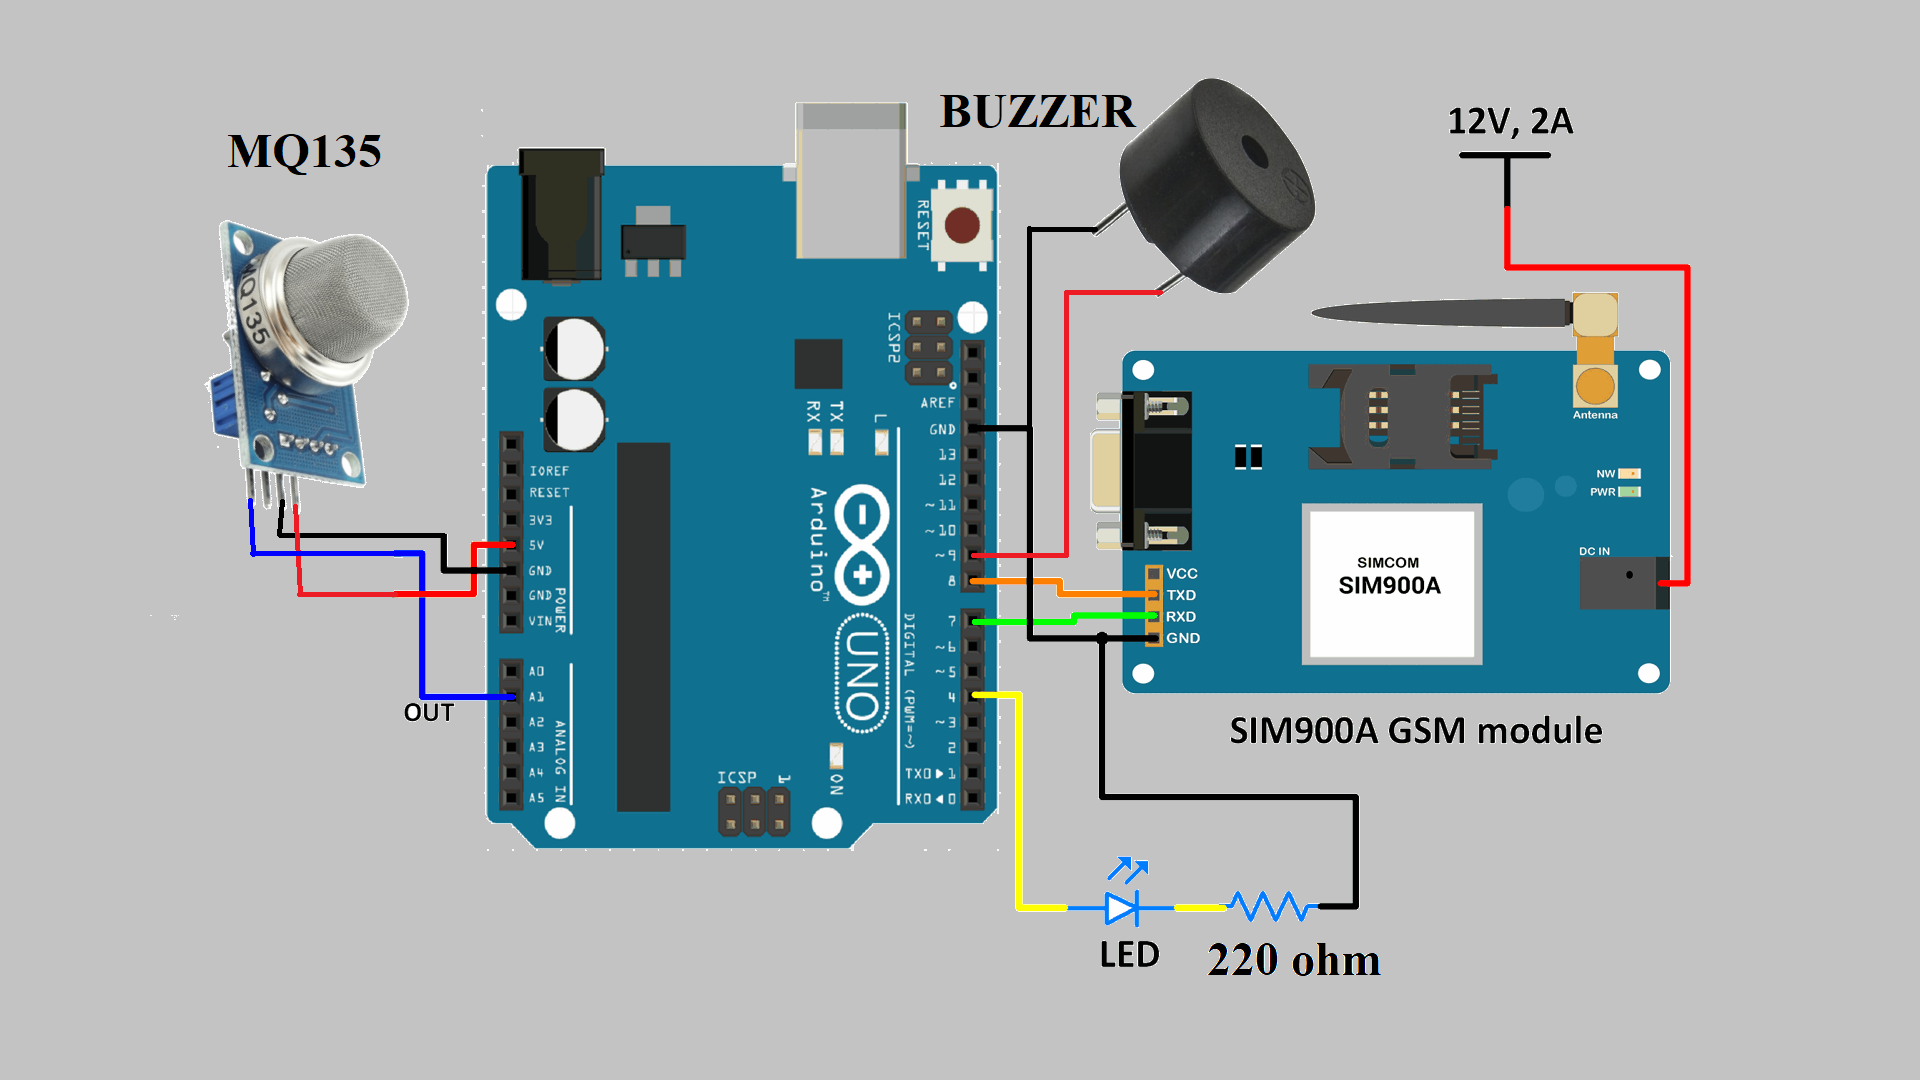 BUZZER
12V, 2A
MQ135
RESET
MQ135
ICSP2
AREF
GND
13
12
~11
~10
~9
8
7
~6
~5
4
~3
2
TX0▶1
RX0◀0
RX
TX
L
IOREF
RESET
3V3
5V
GND
GND
VIN
POWER
A0
A1
A2
A3
A4
A5
ANALOG IN
OUT
Arduino™
UNO
DIGITAL (PWM=~)
ICSP
1
ON
Antenna
NW
PWR
DC IN
SIMCOM
SIM900A
VCC
TXD
RXD
GND
SIM900A GSM module
LED
220 ohm